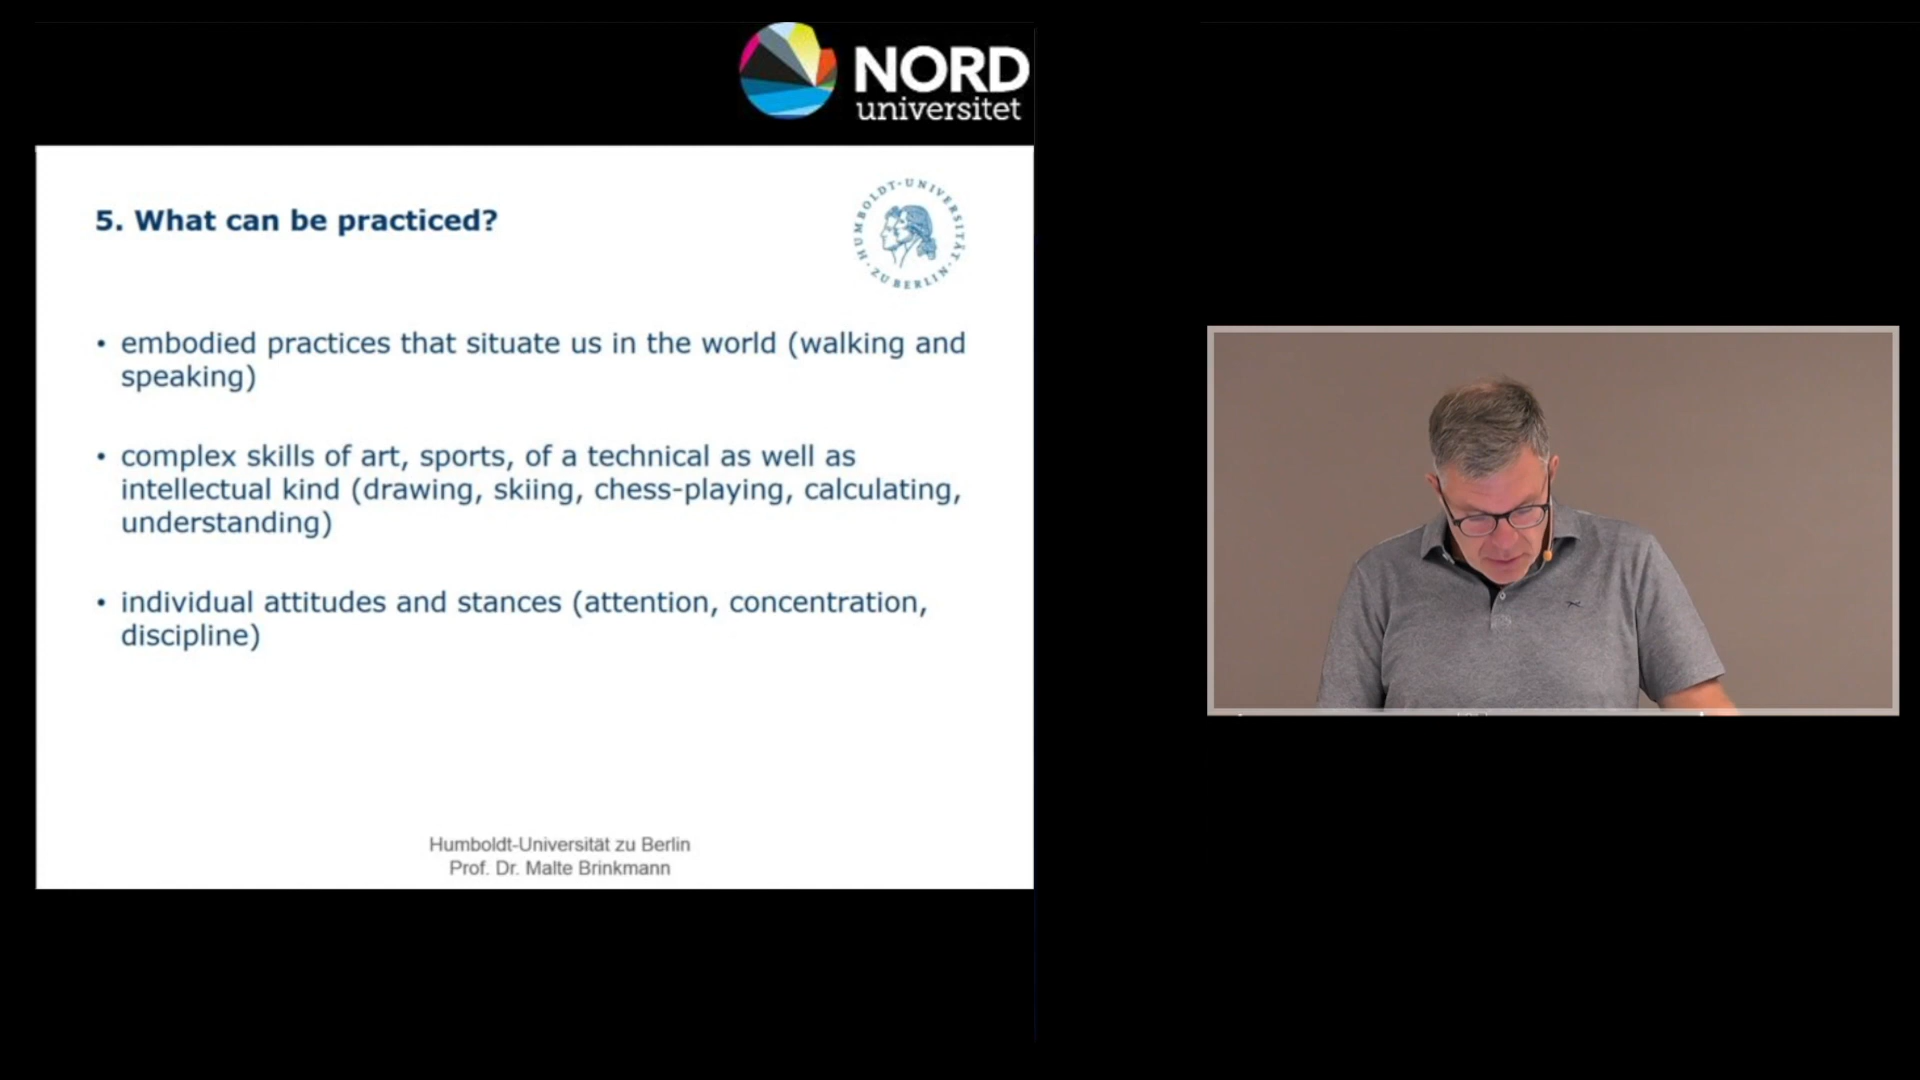 NORD
universitet
5. What can be practiced?
HUMBOLDT-UNIVERSITÄT
ZU BERLIN
• embodied practices that situate us in the world (walking and
speaking)
• complex skills of art, sports, of a technical as well as
intellectual kind (drawing, skiing, chess-playing, calculating,
understanding)
• individual attitudes and stances (attention, concentration,
discipline)
Humboldt-Universität zu Berlin
Prof. Dr. Malte Brinkmann